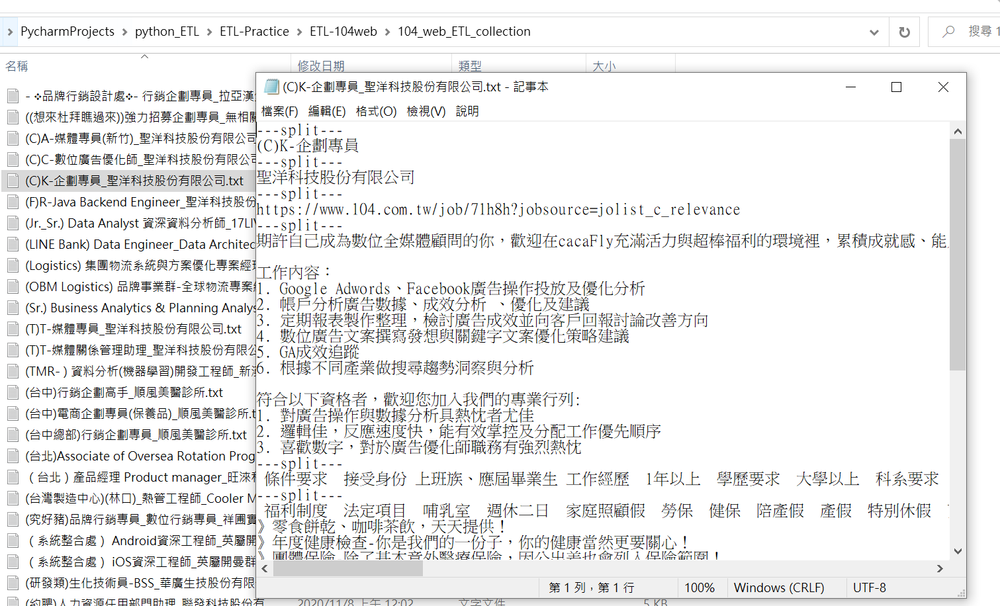 PycharmProjects > python_ETL > ETL-Practice > ETL-104web > 104_web_ETL_collection
搜尋 1
名稱 修改日期 類型 大小
- ❖品牌行銷設計處❖- 行銷企劃專員_拉亞漢
((想來杜拜瞧過來))強力招募企劃專員_無相關
(C)A-媒體專員(新竹)_聖洋科技股份有限公司
(C)C-數位廣告優化師_聖洋科技股份有限公司
(C)K-企劃專員_聖洋科技股份有限公司.txt
(F)R-Java Backend Engineer_聖洋科技股份
(Jr._Sr.) Data Analyst 資深資料分析師_17LIV
(LINE Bank) Data Engineer_Data Architec
(Logistics) 集團物流系統與方案優化專案經理
(OBM Logistics) 品牌事業群-全球物流專案
(Sr.) Business Analytics & Planning Analys
(T)T-媒體專員_聖洋科技股份有限公司.txt
(T)T-媒體關係管理助理_聖洋科技股份有限公
(TMR- ) 資料分析(機器學習)開發工程師_新漢
(台中)行銷企劃高手_順風美醫診所.txt
(台中)電商企劃專員(保養品)_順風美醫診所.t
(台中總部)行銷企劃專員_順風美醫診所.txt
(台北)Associate of Oversea Rotation Prog
（台北）產品經理 Product manager_旺淶科
(台灣製造中心)(林口)_熱管工程師_Cooler M
(究好豬)品牌行銷專員_數位行銷專員_祥圃實
（系統整合處） Android資深工程師_英屬開
（系統整合處） iOS資深工程師_英屬開曼群
(研發類)生化技術員-BSS_華廣生技股份有限
(約聘)人力資源任用部門助理_聯發科技股份有
2020/11/8 上午 12:02 文字文件 5 KB
(C)K-企劃專員_聖洋科技股份有限公司.txt - 記事本
檔案(F) 編輯(E) 格式(O) 檢視(V) 說明
---split---
(C)K-企劃專員
---split---
聖洋科技股份有限公司
---split---
https://www.104.com.tw/job/71h8h?jobsource=jolist_c_relevance
---split---
期許自己成為數位全媒體顧問的你，歡迎在cacaFly充滿活力與超棒福利的環境裡，累積成就感、能
工作內容：
1. Google Adwords、Facebook廣告操作投放及優化分析
2. 帳戶分析廣告數據、成效分析 、優化及建議
3. 定期報表製作整理，檢討廣告成效並向客戶回報討論改善方向
4. 數位廣告文案撰寫發想與關鍵字文案優化策略建議
5. GA成效追蹤
6. 根據不同產業做搜尋趨勢洞察與分析
符合以下資格者，歡迎您加入我們的專業行列:
1. 對廣告操作與數據分析具熱忱者尤佳
2. 邏輯佳，反應速度快，能有效掌控及分配工作優先順序
3. 喜歡數字，對於廣告優化師職務有強烈熱忱
---split---
條件要求 接受身份 上班族、應屆畢業生 工作經歷 1年以上 學歷要求 大學以上 科系要求
---split---
福利制度 法定項目 哺乳室 週休二日 家庭照顧假 勞保 健保 陪產假 產假 特別休假
》零食餅乾、咖啡茶飲，天天提供！
》年度健康檢查-你是我們的一份子，你的健康當然更要關心！
》團體保險-除了基本意外醫療保險，因公出差也會列入保險範圍！
第 1 列，第 1 行 100% Windows (CRLF) UTF-8